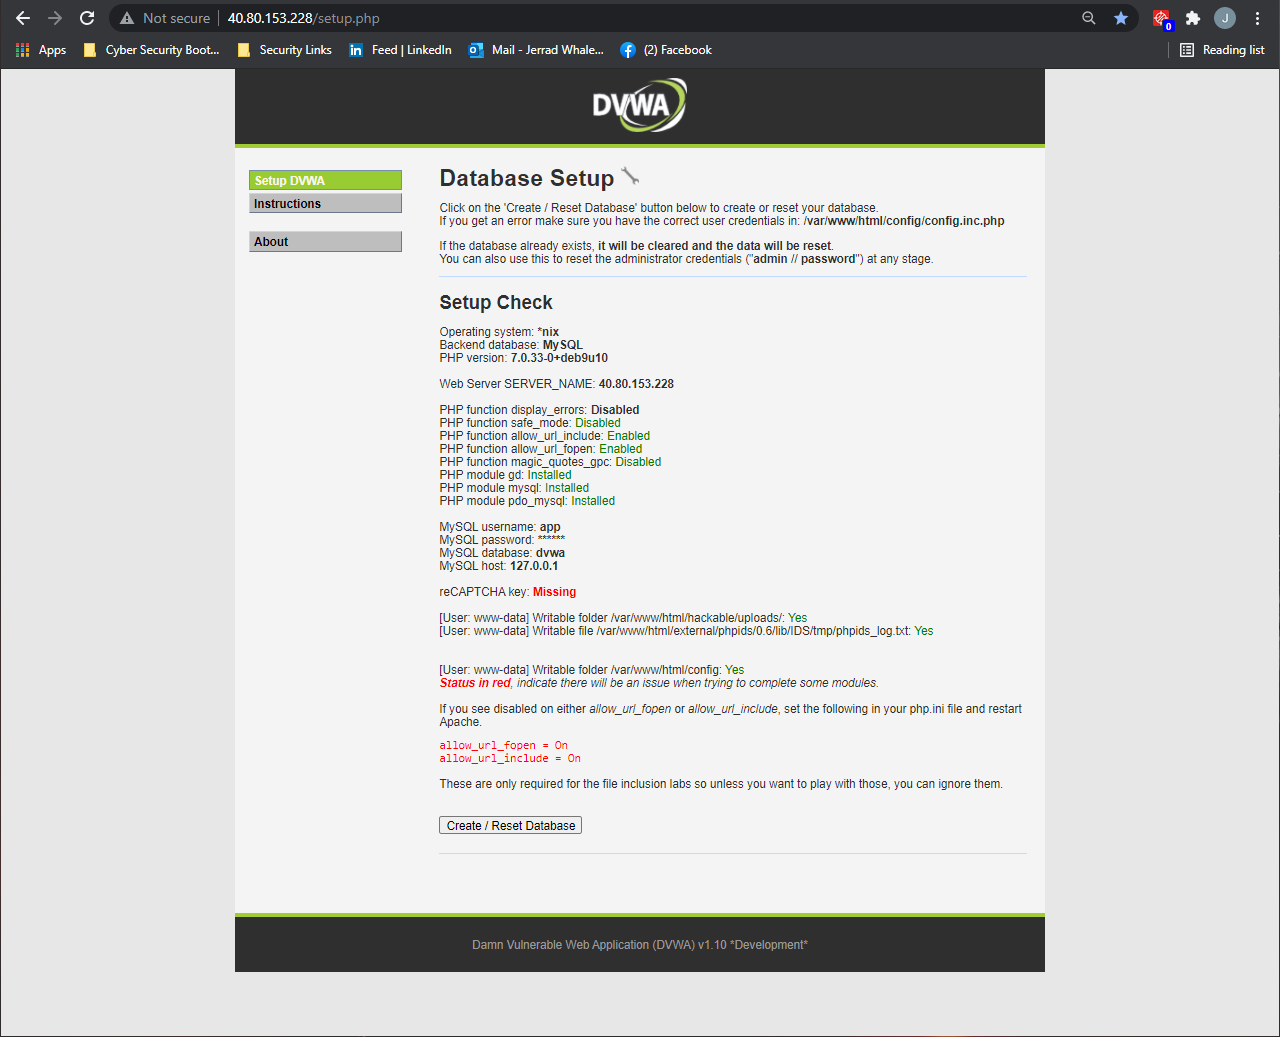 Not secure | 40.80.153.228/setup.php
J
0
Apps
Cyber Security Boot...
Security Links
Feed | LinkedIn
Mail - Jerrad Whale...
(2) Facebook
Reading list
DVWA
Setup DVWA
Instructions
About
Database Setup
Click on the 'Create / Reset Database' button below to create or reset your database.
If you get an error make sure you have the correct user credentials in: /var/www/html/config/config.inc.php
If the database already exists, it will be cleared and the data will be reset.
You can also use this to reset the administrator credentials ("admin // password") at any stage.
Setup Check
Operating system: *nix
Backend database: MySQL
PHP version: 7.0.33-0+deb9u10
Web Server SERVER_NAME: 40.80.153.228
PHP function display_errors: Disabled
PHP function safe_mode: Disabled
PHP function allow_url_include: Enabled
PHP function allow_url_fopen: Enabled
PHP function magic_quotes_gpc: Disabled
PHP module gd: Installed
PHP module mysql: Installed
PHP module pdo_mysql: Installed
MySQL username: app
MySQL password: ******
MySQL database: dvwa
MySQL host: 127.0.0.1
reCAPTCHA key: Missing
[User: www-data] Writable folder /var/www/html/hackable/uploads/: Yes
[User: www-data] Writable file /var/www/html/external/phpids/0.6/lib/IDS/tmp/phpids_log.txt: Yes
[User: www-data] Writable folder /var/www/html/config: Yes
Status in red, indicate there will be an issue when trying to complete some modules.
If you see disabled on either allow_url_fopen or allow_url_include, set the following in your php.ini file and restart
Apache.
allow_url_fopen = On
allow_url_include = On
These are only required for the file inclusion labs so unless you want to play with those, you can ignore them.
Create / Reset Database
Damn Vulnerable Web Application (DVWA) v1.10 *Development*